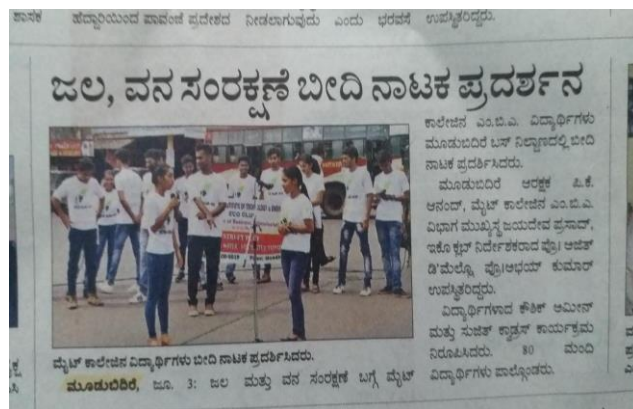 ಶಾಸಕ
ಹೆದ್ದಾರಿಯಿಂದ ಪಾವಂಜೆ ಪ್ರದೇಶದ ನೀಡಲಾಗುವುದು ಎಂದು ಭರವಸೆ ಉಪಸ್ಥಿತರಿದ್ದರು.
ಜಲ, ವನ ಸಂರಕ್ಷಣೆ ಬೀದಿ ನಾಟಕ ಪ್ರದರ್ಶನ
ಮೈಟ್ ಕಾಲೇಜಿನ ವಿದ್ಯಾರ್ಥಿಗಳು ಬೀದಿ ನಾಟಕ ಪ್ರದರ್ಶಿಸಿದರು.
ಮೂಡುಬಿದಿರೆ, ಜೂ. 3: ಜಲ ಮತ್ತು ವನ ಸಂರಕ್ಷಣೆ ಬಗ್ಗೆ ಮೈಟ್
ಕಾಲೇಜಿನ ಎಂ.ಬಿ.ಎ. ವಿದ್ಯಾರ್ಥಿಗಳು
ಮೂಡುಬಿದಿರೆ ಬಸ್ ನಿಲ್ದಾಣದಲ್ಲಿ ಬೀದಿ
ನಾಟಕ ಪ್ರದರ್ಶಿಸಿದರು.
ಮೂಡುಬಿದಿರೆ ಆರಕ್ಷಕ ಪಿ.ಕೆ.
ಆನಂದ್, ಮೈಟ್ ಕಾಲೇಜಿನ ಎಂ.ಬಿ.ಎ
ವಿಭಾಗ ಮುಖ್ಯಸ್ಥ ಜಯದೇವ ಪ್ರಸಾದ್,
ಇಕೊ ಕ್ಲಬ್ ನಿರ್ದೇಶಕರಾದ ಪ್ರೊ। ಅಜಿತ್
ಡಿ'ಮೆಲ್ಲೊ ಪ್ರೊ।ಅಭಯ್ ಕುಮಾರ್
ಉಪಸ್ಥಿತರಿದ್ದರು.
ವಿದ್ಯಾರ್ಥಿಗಳಾದ ಕೌಶಿಕ್ ಅಮೀನ್
ಮತ್ತು ಸುಜಿತ್ ಕ್ವಾಡ್ರಸ್ ಕಾರ್ಯಕ್ರಮ
ನಿರೂಪಿಸಿದರು. 80 ಮಂದಿ
ವಿದ್ಯಾರ್ಥಿಗಳು ಪಾಲ್ಗೊಂಡರು.